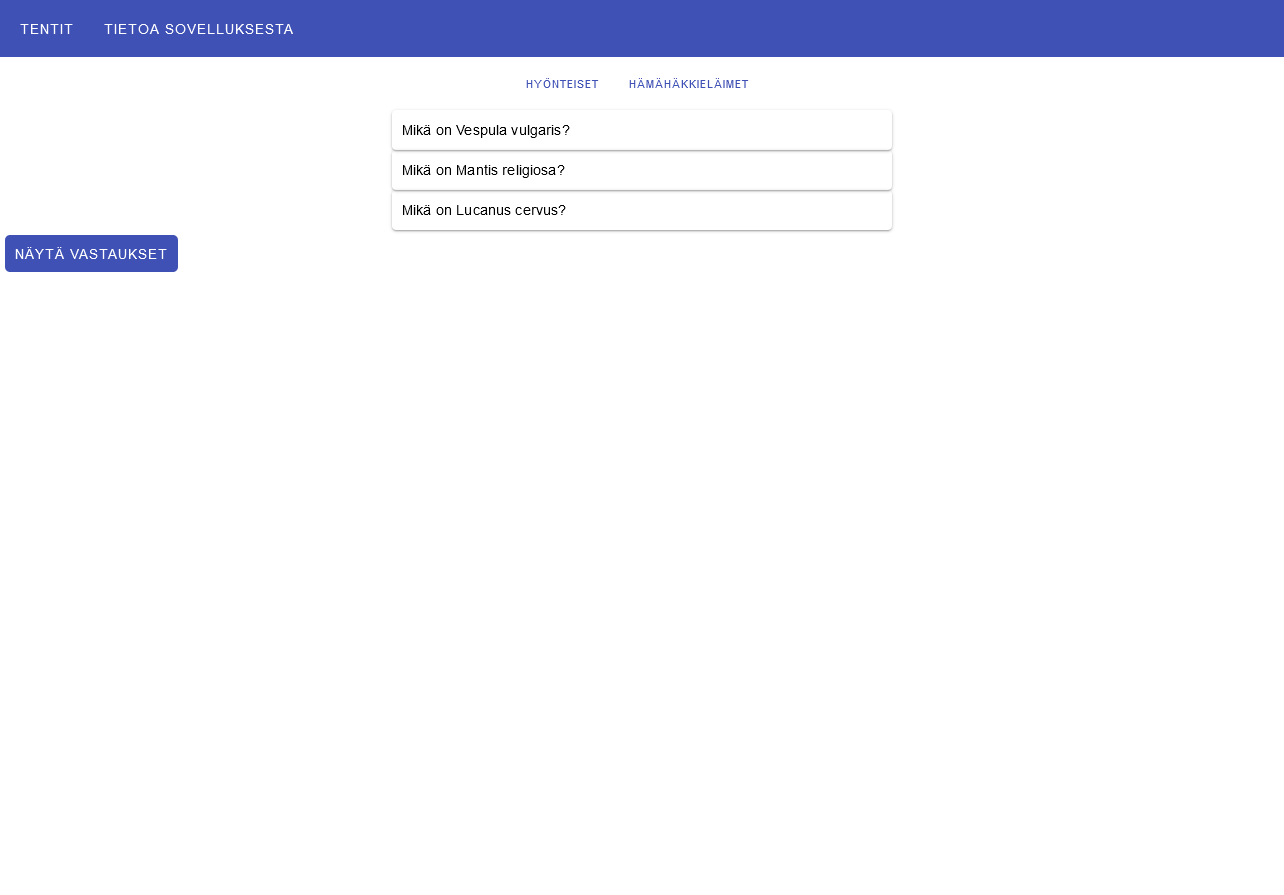 TENTIT TIETOA SOVELLUKSESTA
HYÖNTEISET HÄMÄHÄKKIELÄIMET
Mikä on Vespula vulgaris?
Mikä on Mantis religiosa?
Mikä on Lucanus cervus?
NÄYTÄ VASTAUKSET